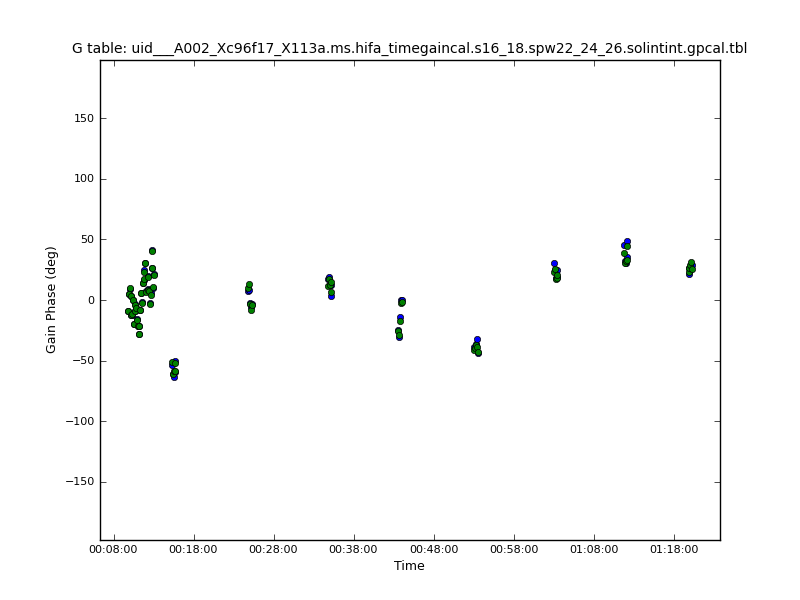 G table: uid___A002_Xc96f17_X113a.ms.hifa_timegaincal.s16_18.spw22_24_26.solintint.gpcal.tbl
150
100
50
0
−50
−100
−150
Gain Phase (deg)
00:08:00 00:18:00 00:28:00 00:38:00 00:48:00 00:58:00 01:08:00 01:18:00
Time